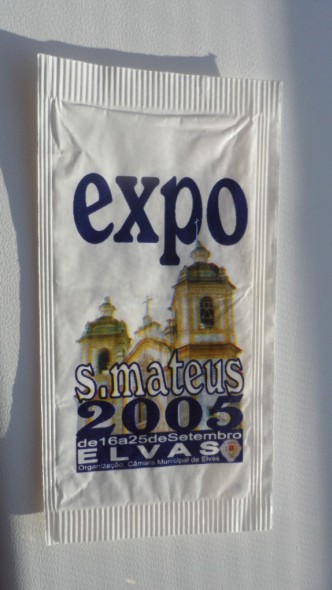 expo
s.mateus
2005
de16a25deSetembro
ELVAS
Organização, Câmara Municipal de Elvas